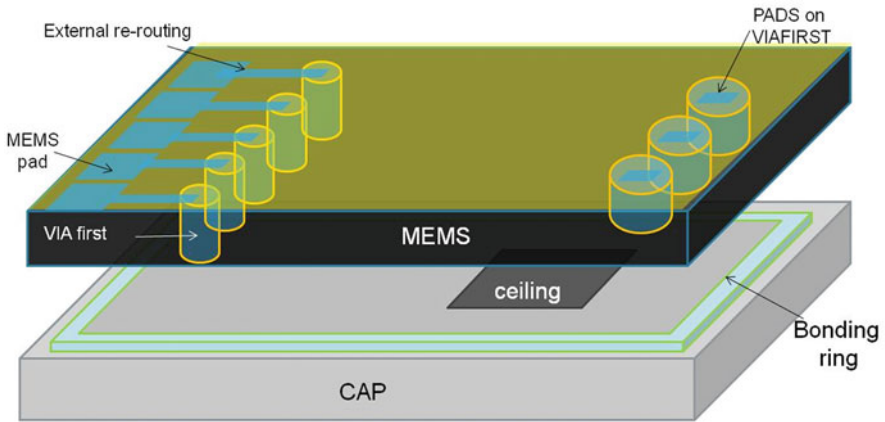 External re-routing
PADS on
VIAFIRST
MEMS
pad
VIA first
MEMS
ceiling
Bonding
ring
CAP